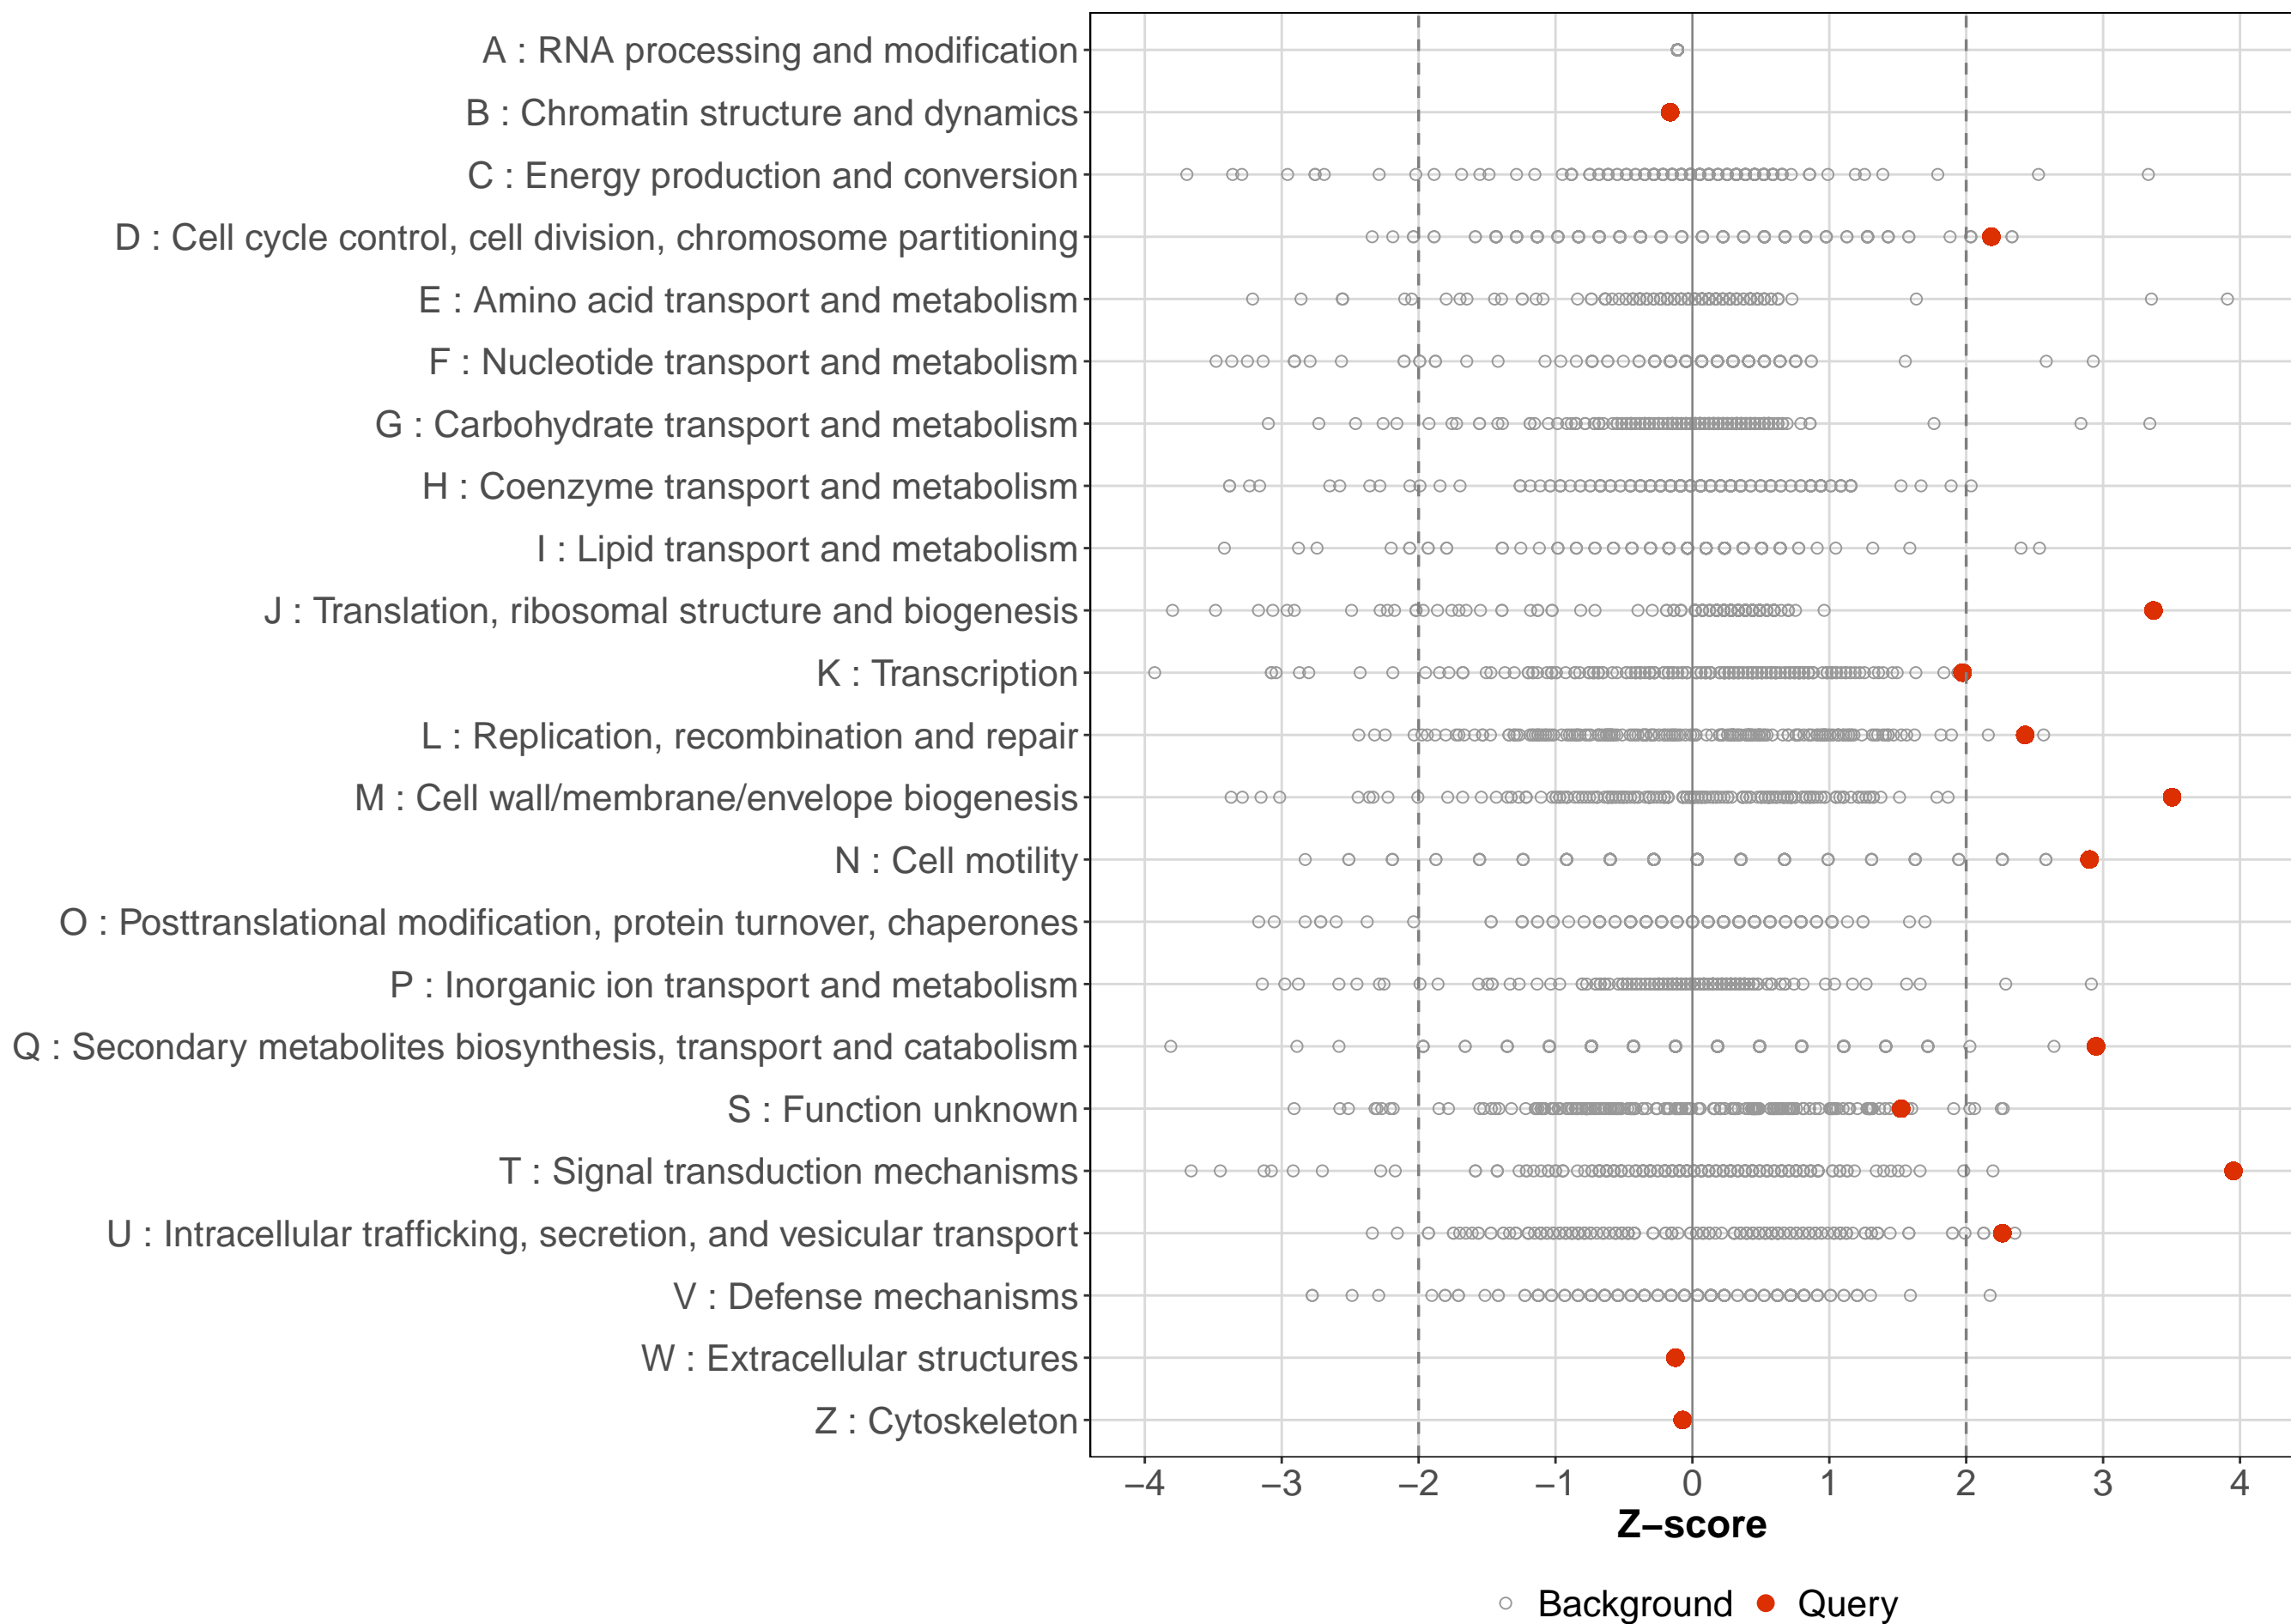 A : RNA processing and modification
B : Chromatin structure and dynamics
C : Energy production and conversion
D : Cell cycle control, cell division, chromosome partitioning
E : Amino acid transport and metabolism
F : Nucleotide transport and metabolism
G : Carbohydrate transport and metabolism
H : Coenzyme transport and metabolism
I : Lipid transport and metabolism
J : Translation, ribosomal structure and biogenesis
K : Transcription
L : Replication, recombination and repair
M : Cell wall/membrane/envelope biogenesis
N : Cell motility
O : Posttranslational modification, protein turnover, chaperones
P : Inorganic ion transport and metabolism
Q : Secondary metabolites biosynthesis, transport and catabolism
S : Function unknown
T : Signal transduction mechanisms
U : Intracellular trafficking, secretion, and vesicular transport
V : Defense mechanisms
W : Extracellular structures
Z : Cytoskeleton
−4 −3 −2 −1 0 1 2 3 4
Z−score
Background Query